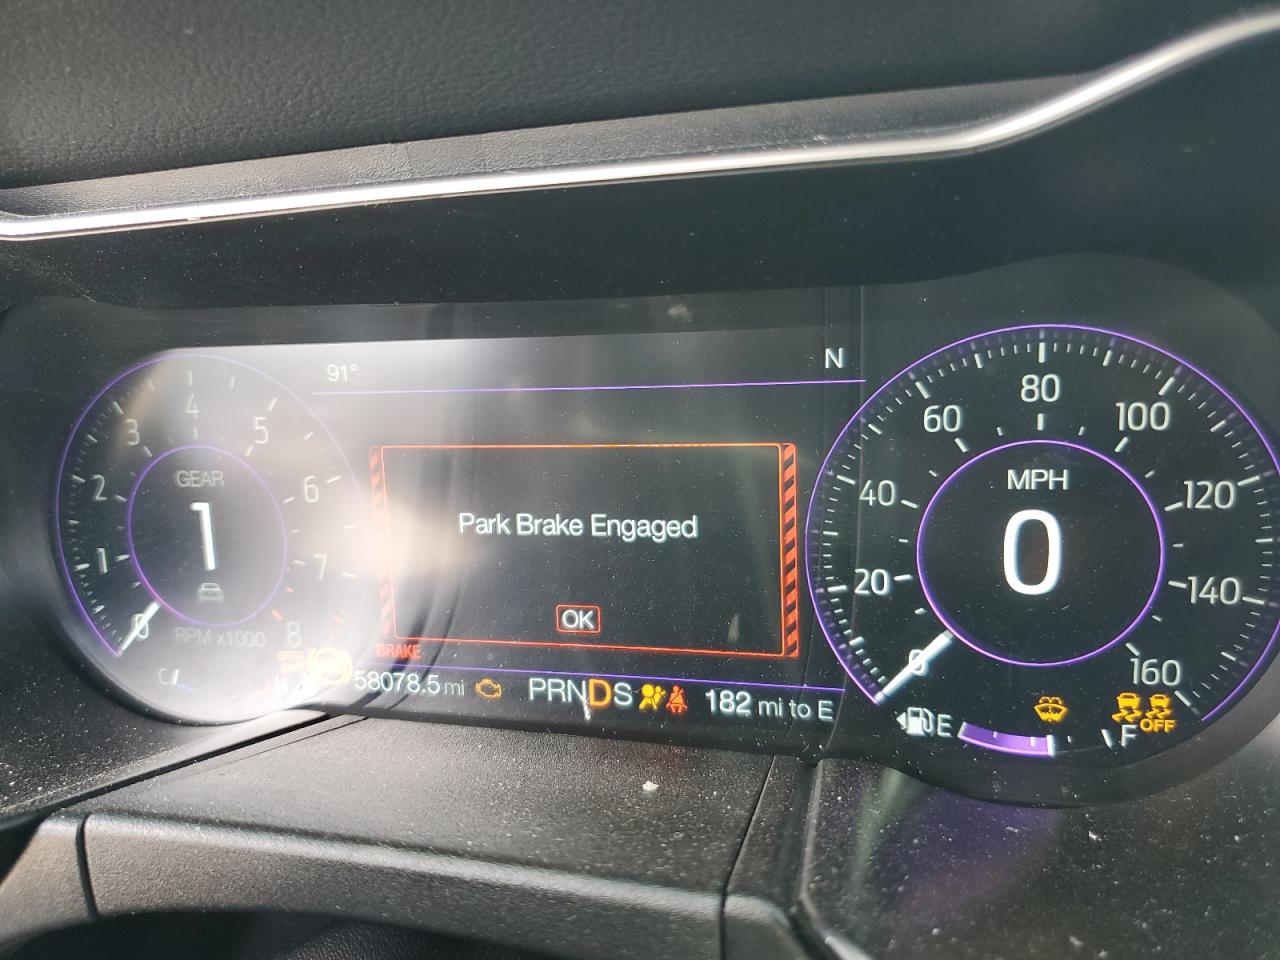 91°
N
4
3
5
2
6
1
7
0
8
GEAR
1
RPM x1000
C
H
Park Brake Engaged
OK
BRAKE
58078.5 mi
PRNDS
182 mi to E
80
60
100
40
120
20
140
0
160
MPH
0
E
F
OFF